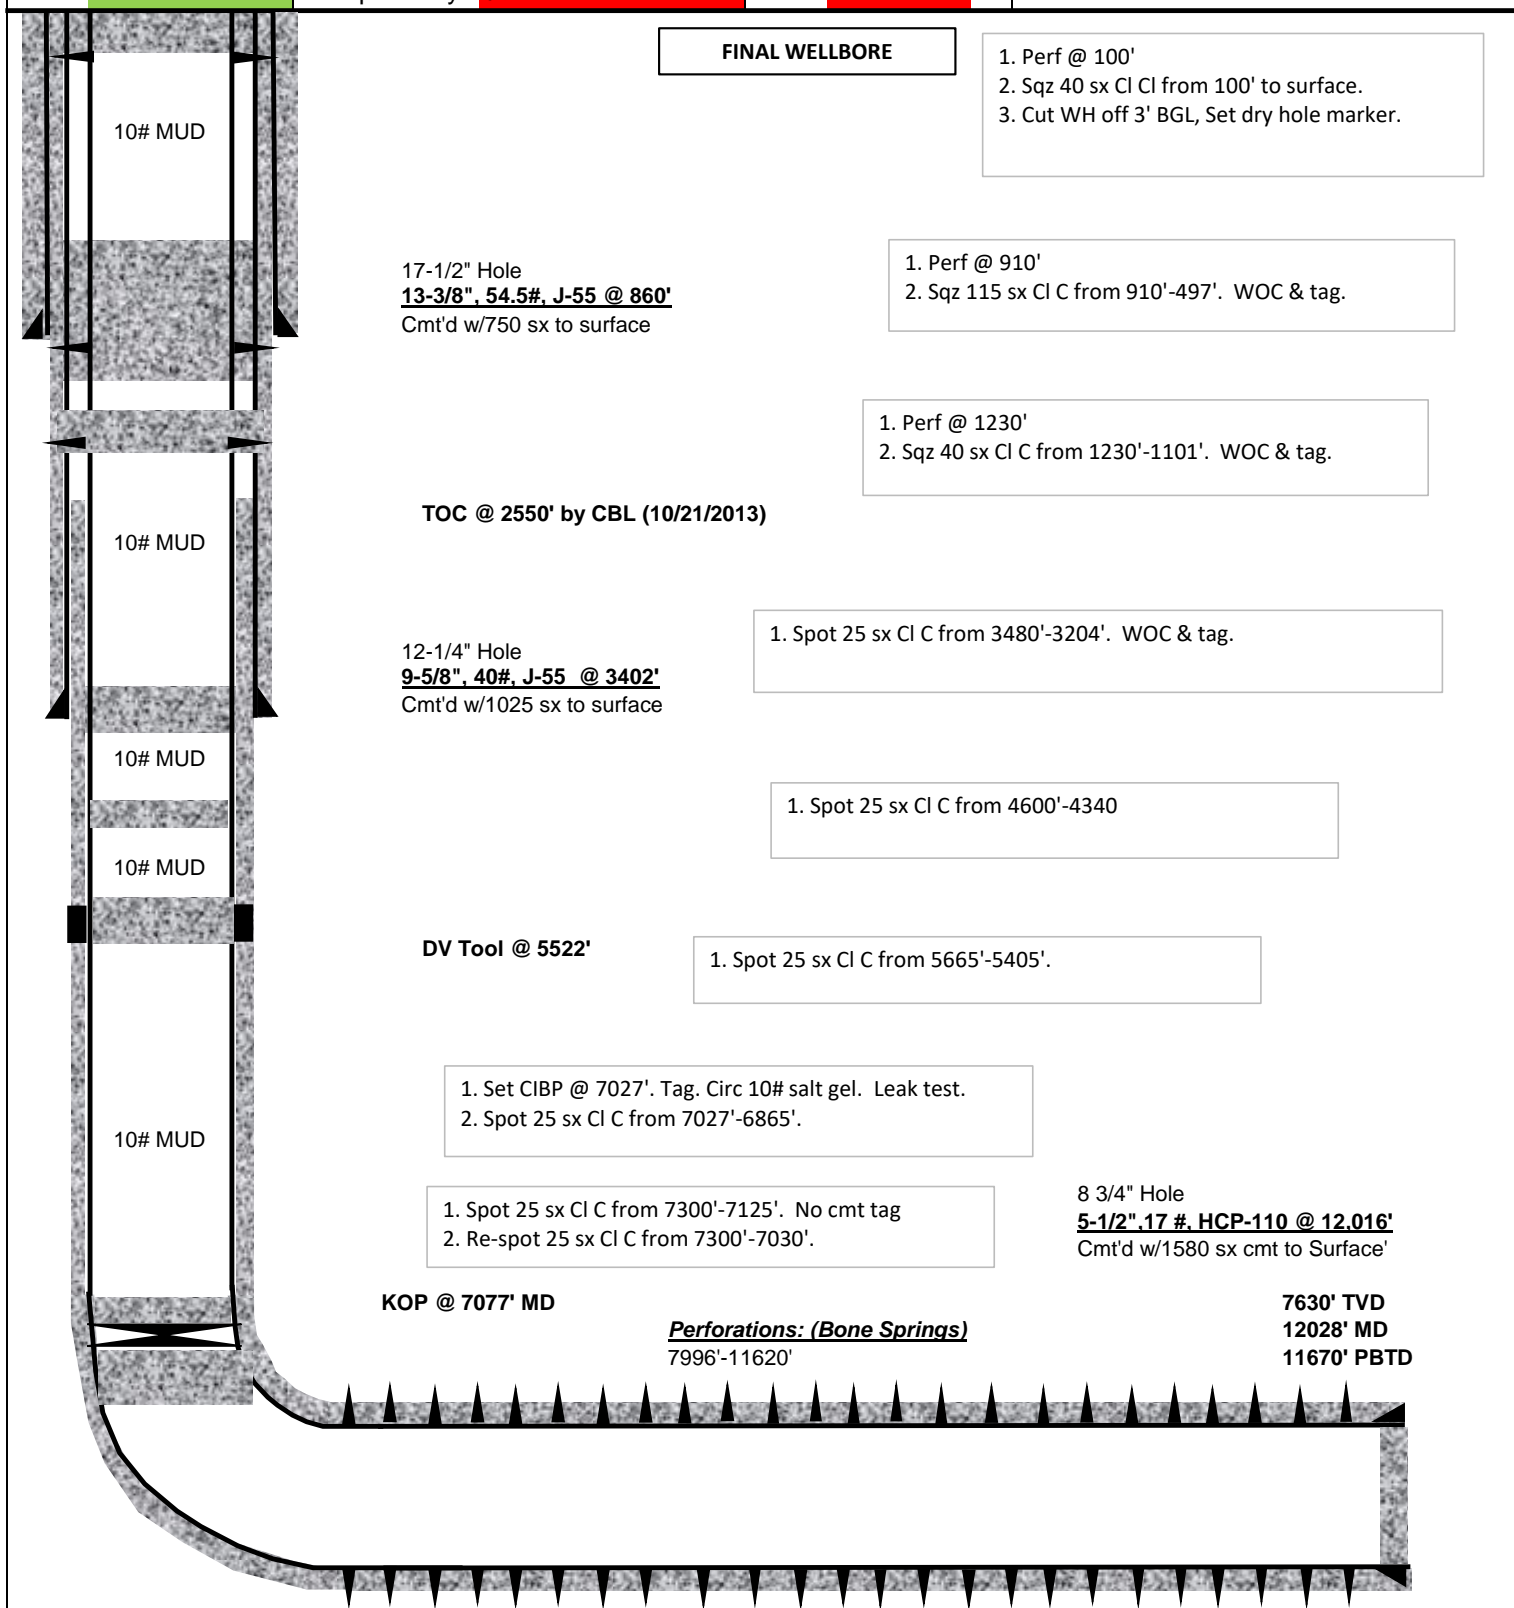 FINAL WELLBORE
1. Perf @ 100'
2. Sqz 40 sx Cl Cl from 100' to surface.
3. Cut WH off 3' BGL, Set dry hole marker.
10# MUD
17-1/2" Hole
13-3/8", 54.5#, J-55 @ 860'
Cmt'd w/750 sx to surface
1. Perf @ 910'
2. Sqz 115 sx Cl C from 910'-497'. WOC & tag.
1. Perf @ 1230'
2. Sqz 40 sx Cl C from 1230'-1101'. WOC & tag.
TOC @ 2550' by CBL (10/21/2013)
10# MUD
1. Spot 25 sx Cl C from 3480'-3204'. WOC & tag.
12-1/4" Hole
9-5/8", 40#, J-55 @ 3402'
Cmt'd w/1025 sx to surface
10# MUD
1. Spot 25 sx Cl C from 4600'-4340
10# MUD
DV Tool @ 5522'
1. Spot 25 sx Cl C from 5665'-5405'.
1. Set CIBP @ 7027'. Tag. Circ 10# salt gel. Leak test.
2. Spot 25 sx Cl C from 7027'-6865'.
10# MUD
1. Spot 25 sx Cl C from 7300'-7125'. No cmt tag
2. Re-spot 25 sx Cl C from 7300'-7030'.
8 3/4" Hole
5-1/2",17 #, HCP-110 @ 12,016'
Cmt'd w/1580 sx cmt to Surface'
KOP @ 7077' MD
Perforations: (Bone Springs)
7996'-11620'
7630' TVD
12028' MD
11670' PBTD